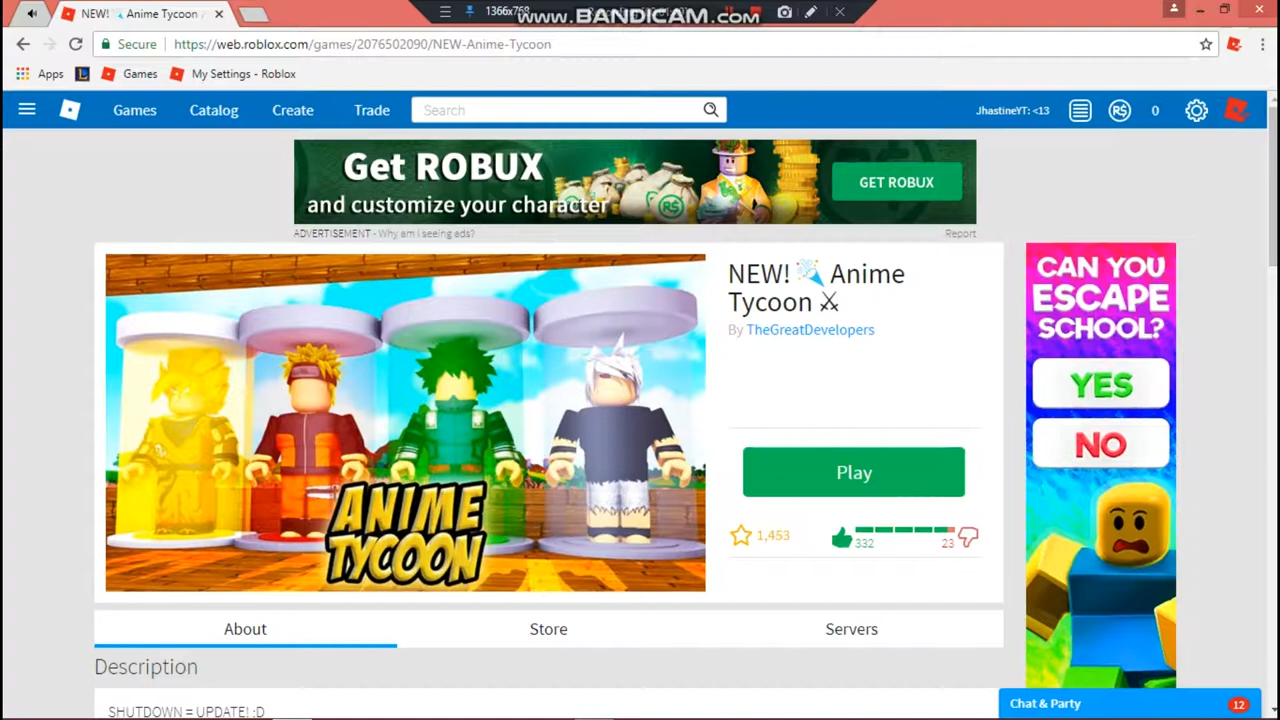 NEW! Anime Tycoon
1366x768
www.BANDICAM.com
Secure
https://web.roblox.com/games/2076502090/NEW-Anime-Tycoon
Apps
Games
My Settings - Roblox
Games
Catalog
Create
Trade
Search
JhastineYT: <13
R$
0
Get ROBUX
and customize your character
R$
GET ROBUX
ADVERTISEMENT - Why am I seeing ads?
Report
ANIME
TYCOON
NEW! 🎉 Anime
Tycoon ⚔
By TheGreatDevelopers
Play
1,453
332
23
CAN YOU
ESCAPE
SCHOOL?
YES
NO
About
Store
Servers
Description
SHUTDOWN = UPDATE! :D
Chat & Party
12